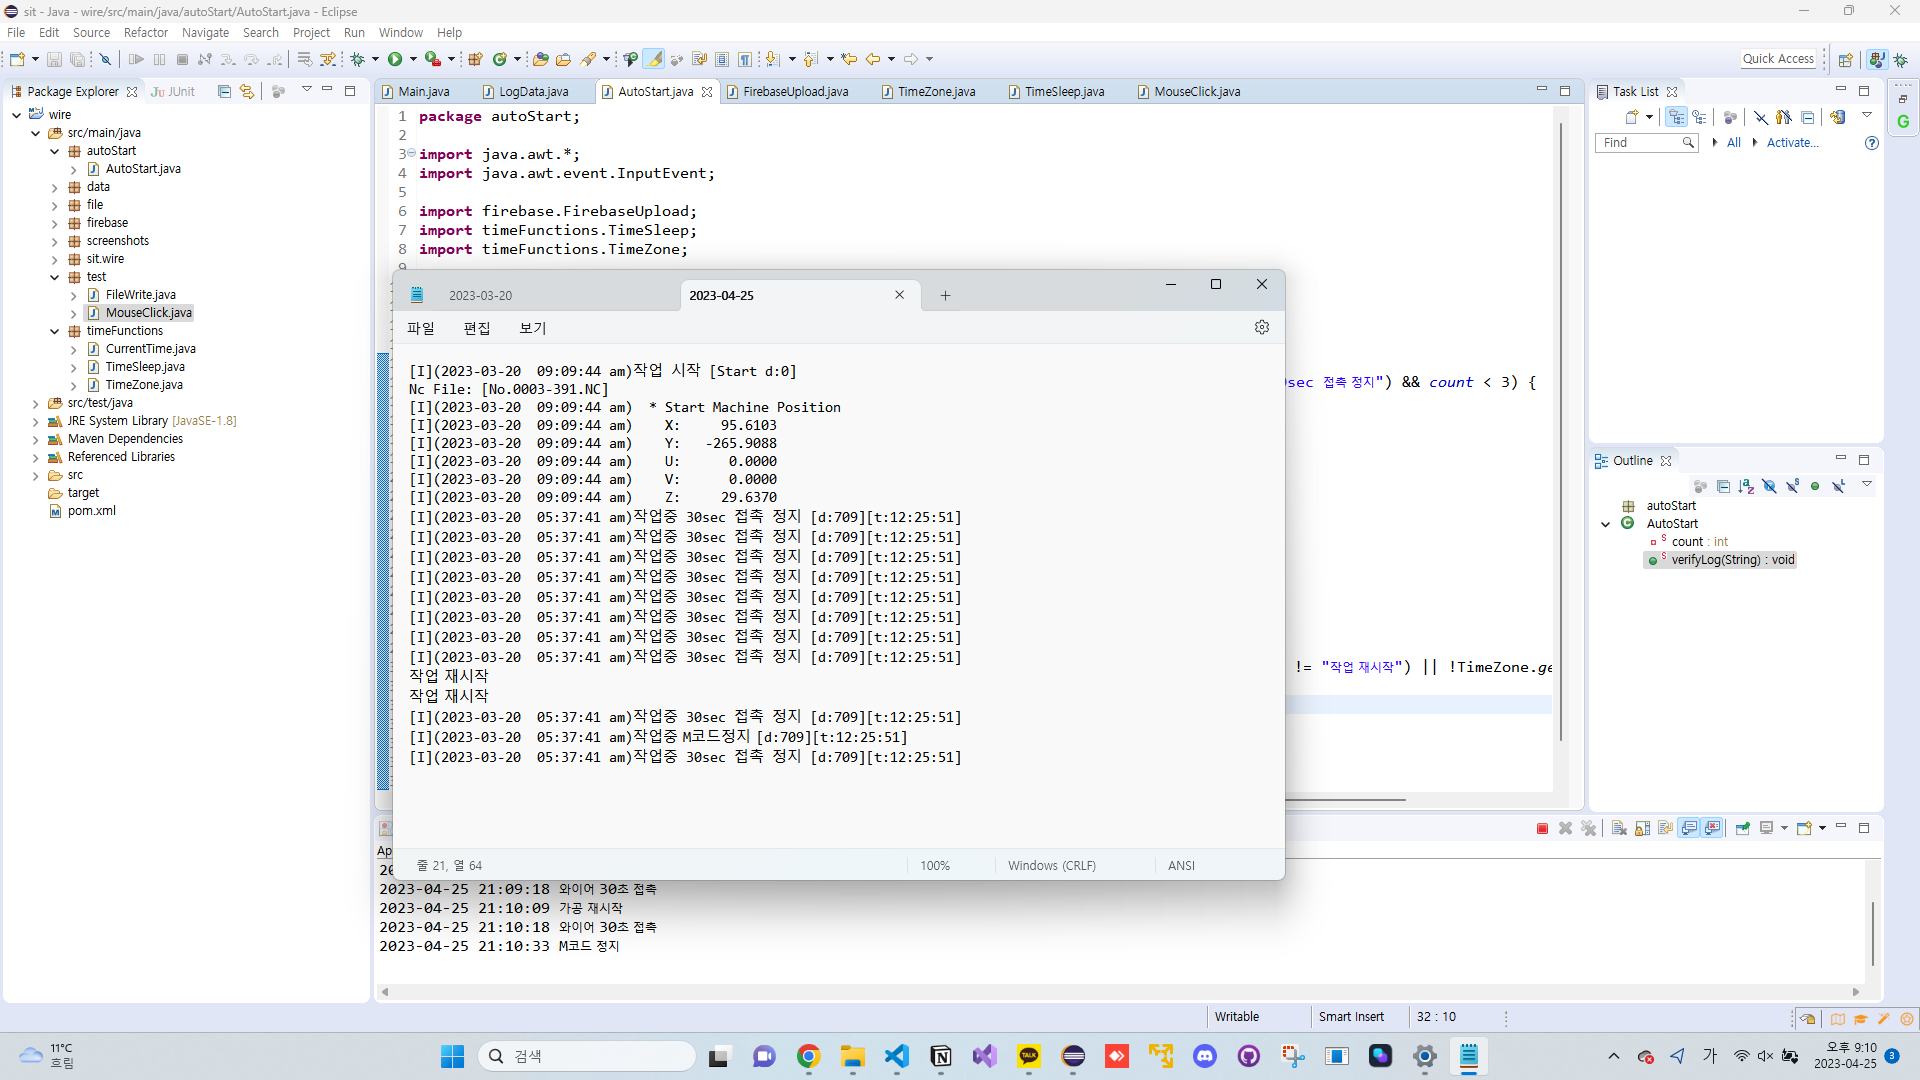 sit - Java - wire/src/main/java/autoStart/AutoStart.java - Eclipse
File Edit Source Refactor Navigate Search Project Run Window Help
Quick Access
Package Explorer JUnit
wire
src/main/java
autoStart
AutoStart.java
data
file
firebase
screenshots
sit.wire
test
FileWrite.java
MouseClick.java
timeFunctions
CurrentTime.java
TimeSleep.java
TimeZone.java
src/test/java
JRE System Library [JavaSE-1.8]
Maven Dependencies
Referenced Libraries
src
target
pom.xml
Main.java LogData.java AutoStart.java FirebaseUpload.java TimeZone.java TimeSleep.java MouseClick.java
1 package autoStart;
2
3 import java.awt.*;
4 import java.awt.event.InputEvent;
5
6 import firebase.FirebaseUpload;
7 import timeFunctions.TimeSleep;
8 import timeFunctions.TimeZone;
9
sec 접촉 정지") && count < 3) {
!= "작업 재시작") || !TimeZone.ge
2023-03-20 2023-04-25
파일 편집 보기
[I](2023-03-20  09:09:44 am)작업 시작 [Start d:0]
Nc File: [No.0003-391.NC]
[I](2023-03-20  09:09:44 am)  * Start Machine Position
[I](2023-03-20  09:09:44 am)    X:     95.6103
[I](2023-03-20  09:09:44 am)    Y:   -265.9088
[I](2023-03-20  09:09:44 am)    U:      0.0000
[I](2023-03-20  09:09:44 am)    V:      0.0000
[I](2023-03-20  09:09:44 am)    Z:     29.6370
[I](2023-03-20  05:37:41 am)작업중 30sec 접촉 정지 [d:709][t:12:25:51]
[I](2023-03-20  05:37:41 am)작업중 30sec 접촉 정지 [d:709][t:12:25:51]
[I](2023-03-20  05:37:41 am)작업중 30sec 접촉 정지 [d:709][t:12:25:51]
[I](2023-03-20  05:37:41 am)작업중 30sec 접촉 정지 [d:709][t:12:25:51]
[I](2023-03-20  05:37:41 am)작업중 30sec 접촉 정지 [d:709][t:12:25:51]
[I](2023-03-20  05:37:41 am)작업중 30sec 접촉 정지 [d:709][t:12:25:51]
[I](2023-03-20  05:37:41 am)작업중 30sec 접촉 정지 [d:709][t:12:25:51]
[I](2023-03-20  05:37:41 am)작업중 30sec 접촉 정지 [d:709][t:12:25:51]
작업 재시작
작업 재시작
[I](2023-03-20  05:37:41 am)작업중 30sec 접촉 정지 [d:709][t:12:25:51]
[I](2023-03-20  05:37:41 am)작업중 M코드정지 [d:709][t:12:25:51]
[I](2023-03-20  05:37:41 am)작업중 30sec 접촉 정지 [d:709][t:12:25:51]
줄 21, 열 64 100% Windows (CRLF) ANSI
2023-04-25 21:09:18 와이어 30초 접촉
2023-04-25 21:10:09 가공 재시작
2023-04-25 21:10:18 와이어 30초 접촉
2023-04-25 21:10:33 M코드 정지
Task List
Find All Activate...
Outline
autoStart
AutoStart
count : int
verifyLog(String) : void
Writable Smart Insert 32 : 10
11°C
흐림
검색
TALK
가
오후 9:10
2023-04-25
3